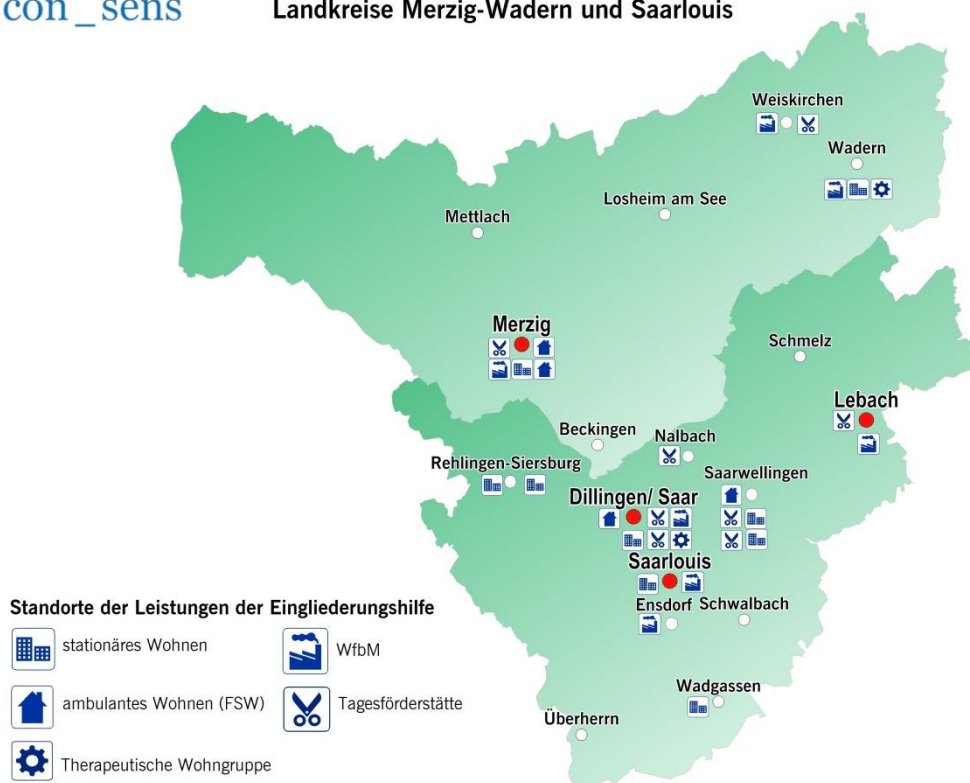 con_sens
Landkreise Merzig-Wadern und Saarlouis
Weiskirchen
Wadern
Losheim am See
Mettlach
Merzig
Schmelz
Lebach
Beckingen
Nalbach
Rehlingen-Siersburg
Saarwellingen
Dillingen/ Saar
Saarlouis
Ensdorf
Schwalbach
Wadgassen
Überherrn
Standorte der Leistungen der Eingliederungshilfe
stationäres Wohnen
WfbM
ambulantes Wohnen (FSW)
Tagesförderstätte
Therapeutische Wohngruppe